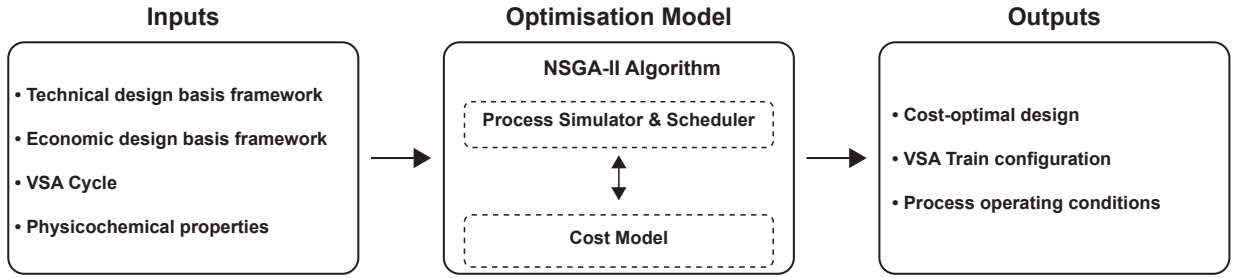 Inputs
• Technical design basis framework
• Economic design basis framework
• VSA Cycle
• Physicochemical properties
Optimisation Model
NSGA-II Algorithm
Process Simulator & Scheduler
Cost Model
Outputs
• Cost-optimal design
• VSA Train configuration
• Process operating conditions